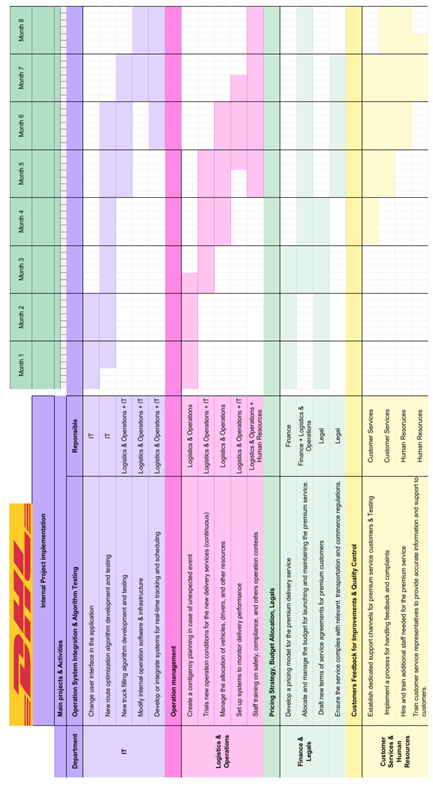 DHL
Internal Project implementation
Main projects & Activities
Month 1 Month 2 Month 3 Month 4 Month 5 Month 6 Month 7 Month 8
Department Operation System Integration & Algorithm Testing Reponsible
IT
Change user interface in the application IT
New route optimization algorithm development and testing IT
New truck filling algorithm development and testing Logistics & Operations + IT
Modify internal operation software & infrastructure Logistics & Operations + IT
Develop or integrate systems for real-time tracking and scheduling Logistics & Operations + IT
Operation management
Logistics &
Operations
Create a contigency planning in case of unexpected event Logistics & Operations
Trials new operation conditions for the new delivery services (continuous) Logistics & Operations + IT
Manage the allocation of vehicles, drivers, and other resources Logistics & Operations
Set up systems to monitor delivery performance Logistics & Operations + IT
Staff training on safety, compliance, and others operation contexts Logistics & Operations +
Human Resoruces
Pricing Strategy, Budget Allocation, Legals
Finance &
Legals
Develop a pricing model for the premium delivery service Finance
Allocate and manage the budget for launching and maintaining the premium service. Finance + Logistics &
Operations
Draft new terms of service agreements for premium customers Legal
Ensure the service complies with relevant transportation and commerce regulations. Legal
Customers Feedback for Improvements & Quality Control
Customer
Services &
Human
Resources
Establish dedicated support channels for premium service customers & Testing Customer Services
Implement a process for handling feedback and complaints Customer Services
Hire and train additional staff needed for the premium service Human Resoruces
Train customer service representatives to provide accurate information and support to
customers. Human Resoruces